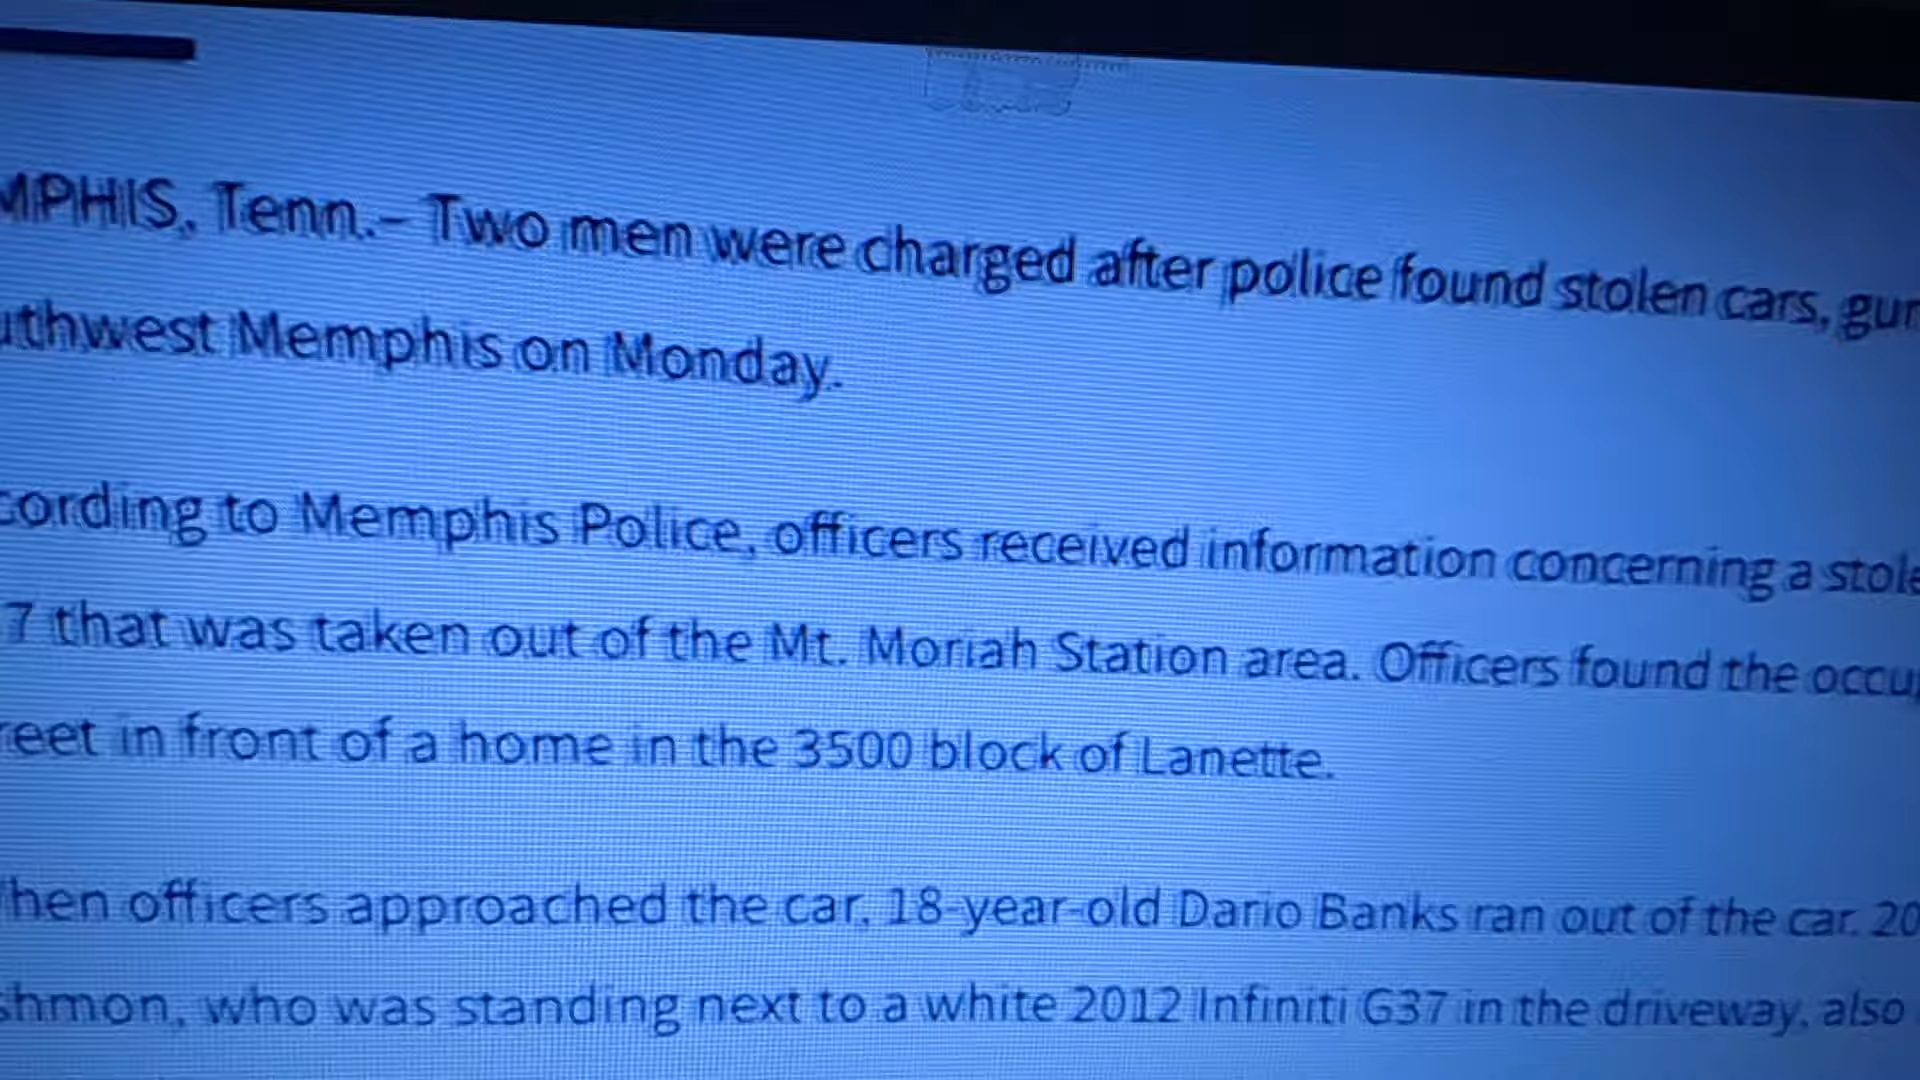 MPHIS, Tenn.– Two men were charged after police found stolen cars, gun
uthwest Memphis on Monday.
cording to Memphis Police, officers received information concerning a stole
7 that was taken out of the Mt. Moriah Station area. Officers found the occup
reet in front of a home in the 3500 block of Lanette.
hen officers approached the car, 18-year-old Dario Banks ran out of the car. 20
shmon, who was standing next to a white 2012 Infiniti G37 in the driveway, also